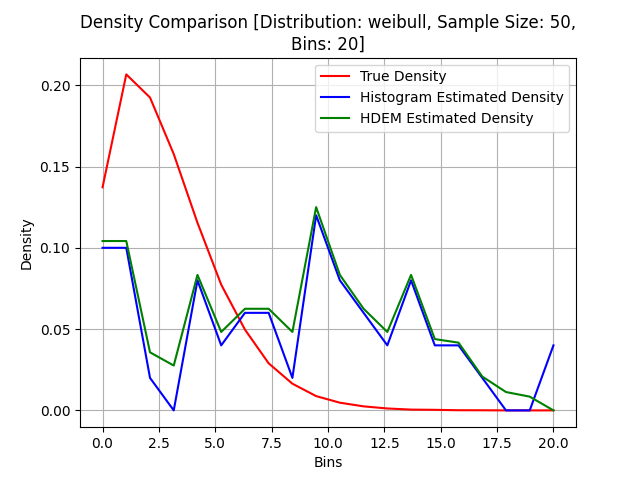 Density Comparison [Distribution: weibull, Sample Size: 50,
Bins: 20]
True Density
Histogram Estimated Density
HDEM Estimated Density
Density
0.20
0.15
0.10
0.05
0.00
0.0 2.5 5.0 7.5 10.0 12.5 15.0 17.5 20.0
Bins